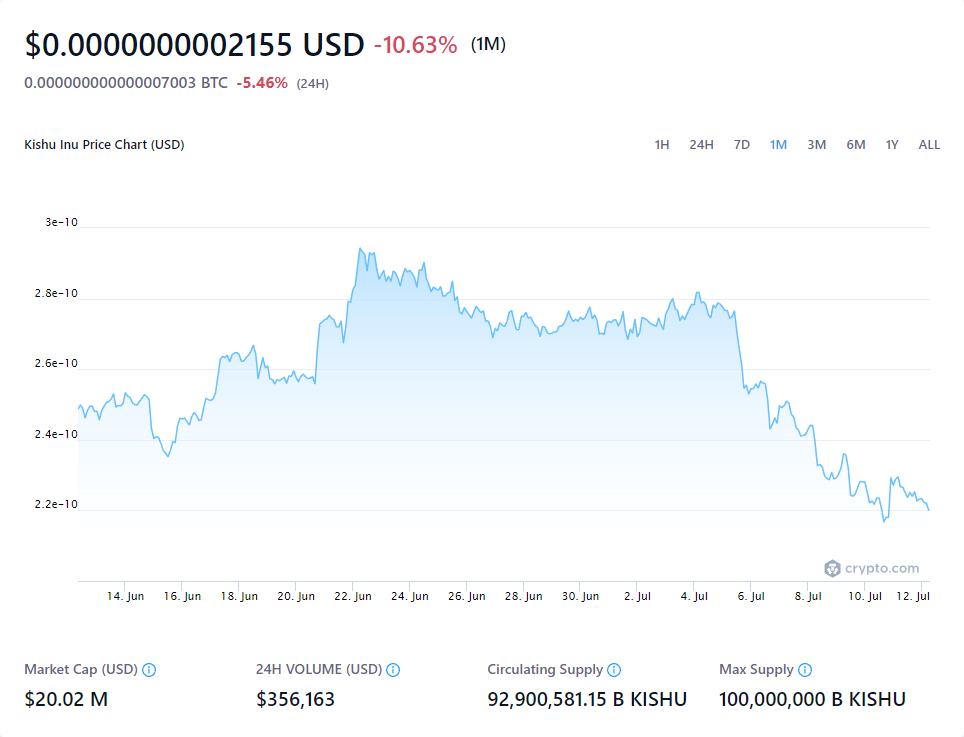 $0.0000000002155 USD -10.63% (1M)
0.000000000000007003 BTC -5.46% (24H)
Kishu Inu Price Chart (USD) 1H 24H 7D 1M 3M 6M 1Y ALL
3e-10
2.8e-10
2.6e-10
2.4e-10
2.2e-10
crypto.com
14. Jun 16. Jun 18. Jun 20. Jun 22. Jun 24. Jun 26. Jun 28. Jun 30. Jun 2. Jul 4. Jul 6. Jul 8. Jul 10. Jul 12. Jul
Market Cap (USD) 24H VOLUME (USD) Circulating Supply Max Supply
$20.02 M $356,163 92,900,581.15 B KISHU 100,000,000 B KISHU